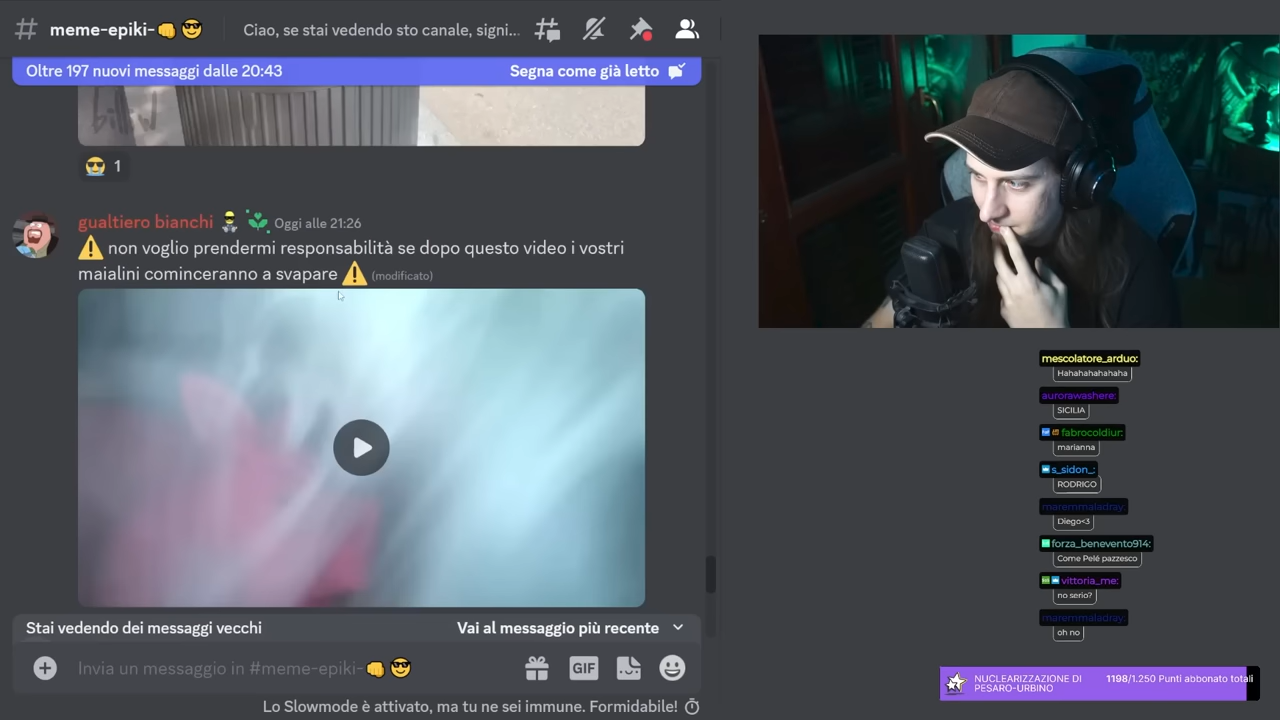 meme-epiki-👊😎
Ciao, se stai vedendo sto canale, signi...
Oltre 197 nuovi messaggi dalle 20:43
Segna come già letto
1
gualtiero bianchi
Oggi alle 21:26
⚠️ non voglio prendermi responsabilità se dopo questo video i vostri
maialini cominceranno a svapare ⚠️ (modificato)
Stai vedendo dei messaggi vecchi
Vai al messaggio più recente
Invia un messaggio in #meme-epiki-👊😎
GIF
Lo Slowmode è attivato, ma tu ne sei immune. Formidabile!
mescolatore_arduo:
Hahahahahahaha
aurorawashere:
SICILIA
fabrocoldiur:
marianna
s_sidon_:
RODRIGO
maremmaladray:
Diego<3
forza_benevento914:
Come Pelé pazzesco
vittoria_me:
no serio?
maremmaladray:
oh no
NUCLEARIZZAZIONE DI
PESARO-URBINO
1198/1.250 Punti abbonato totali